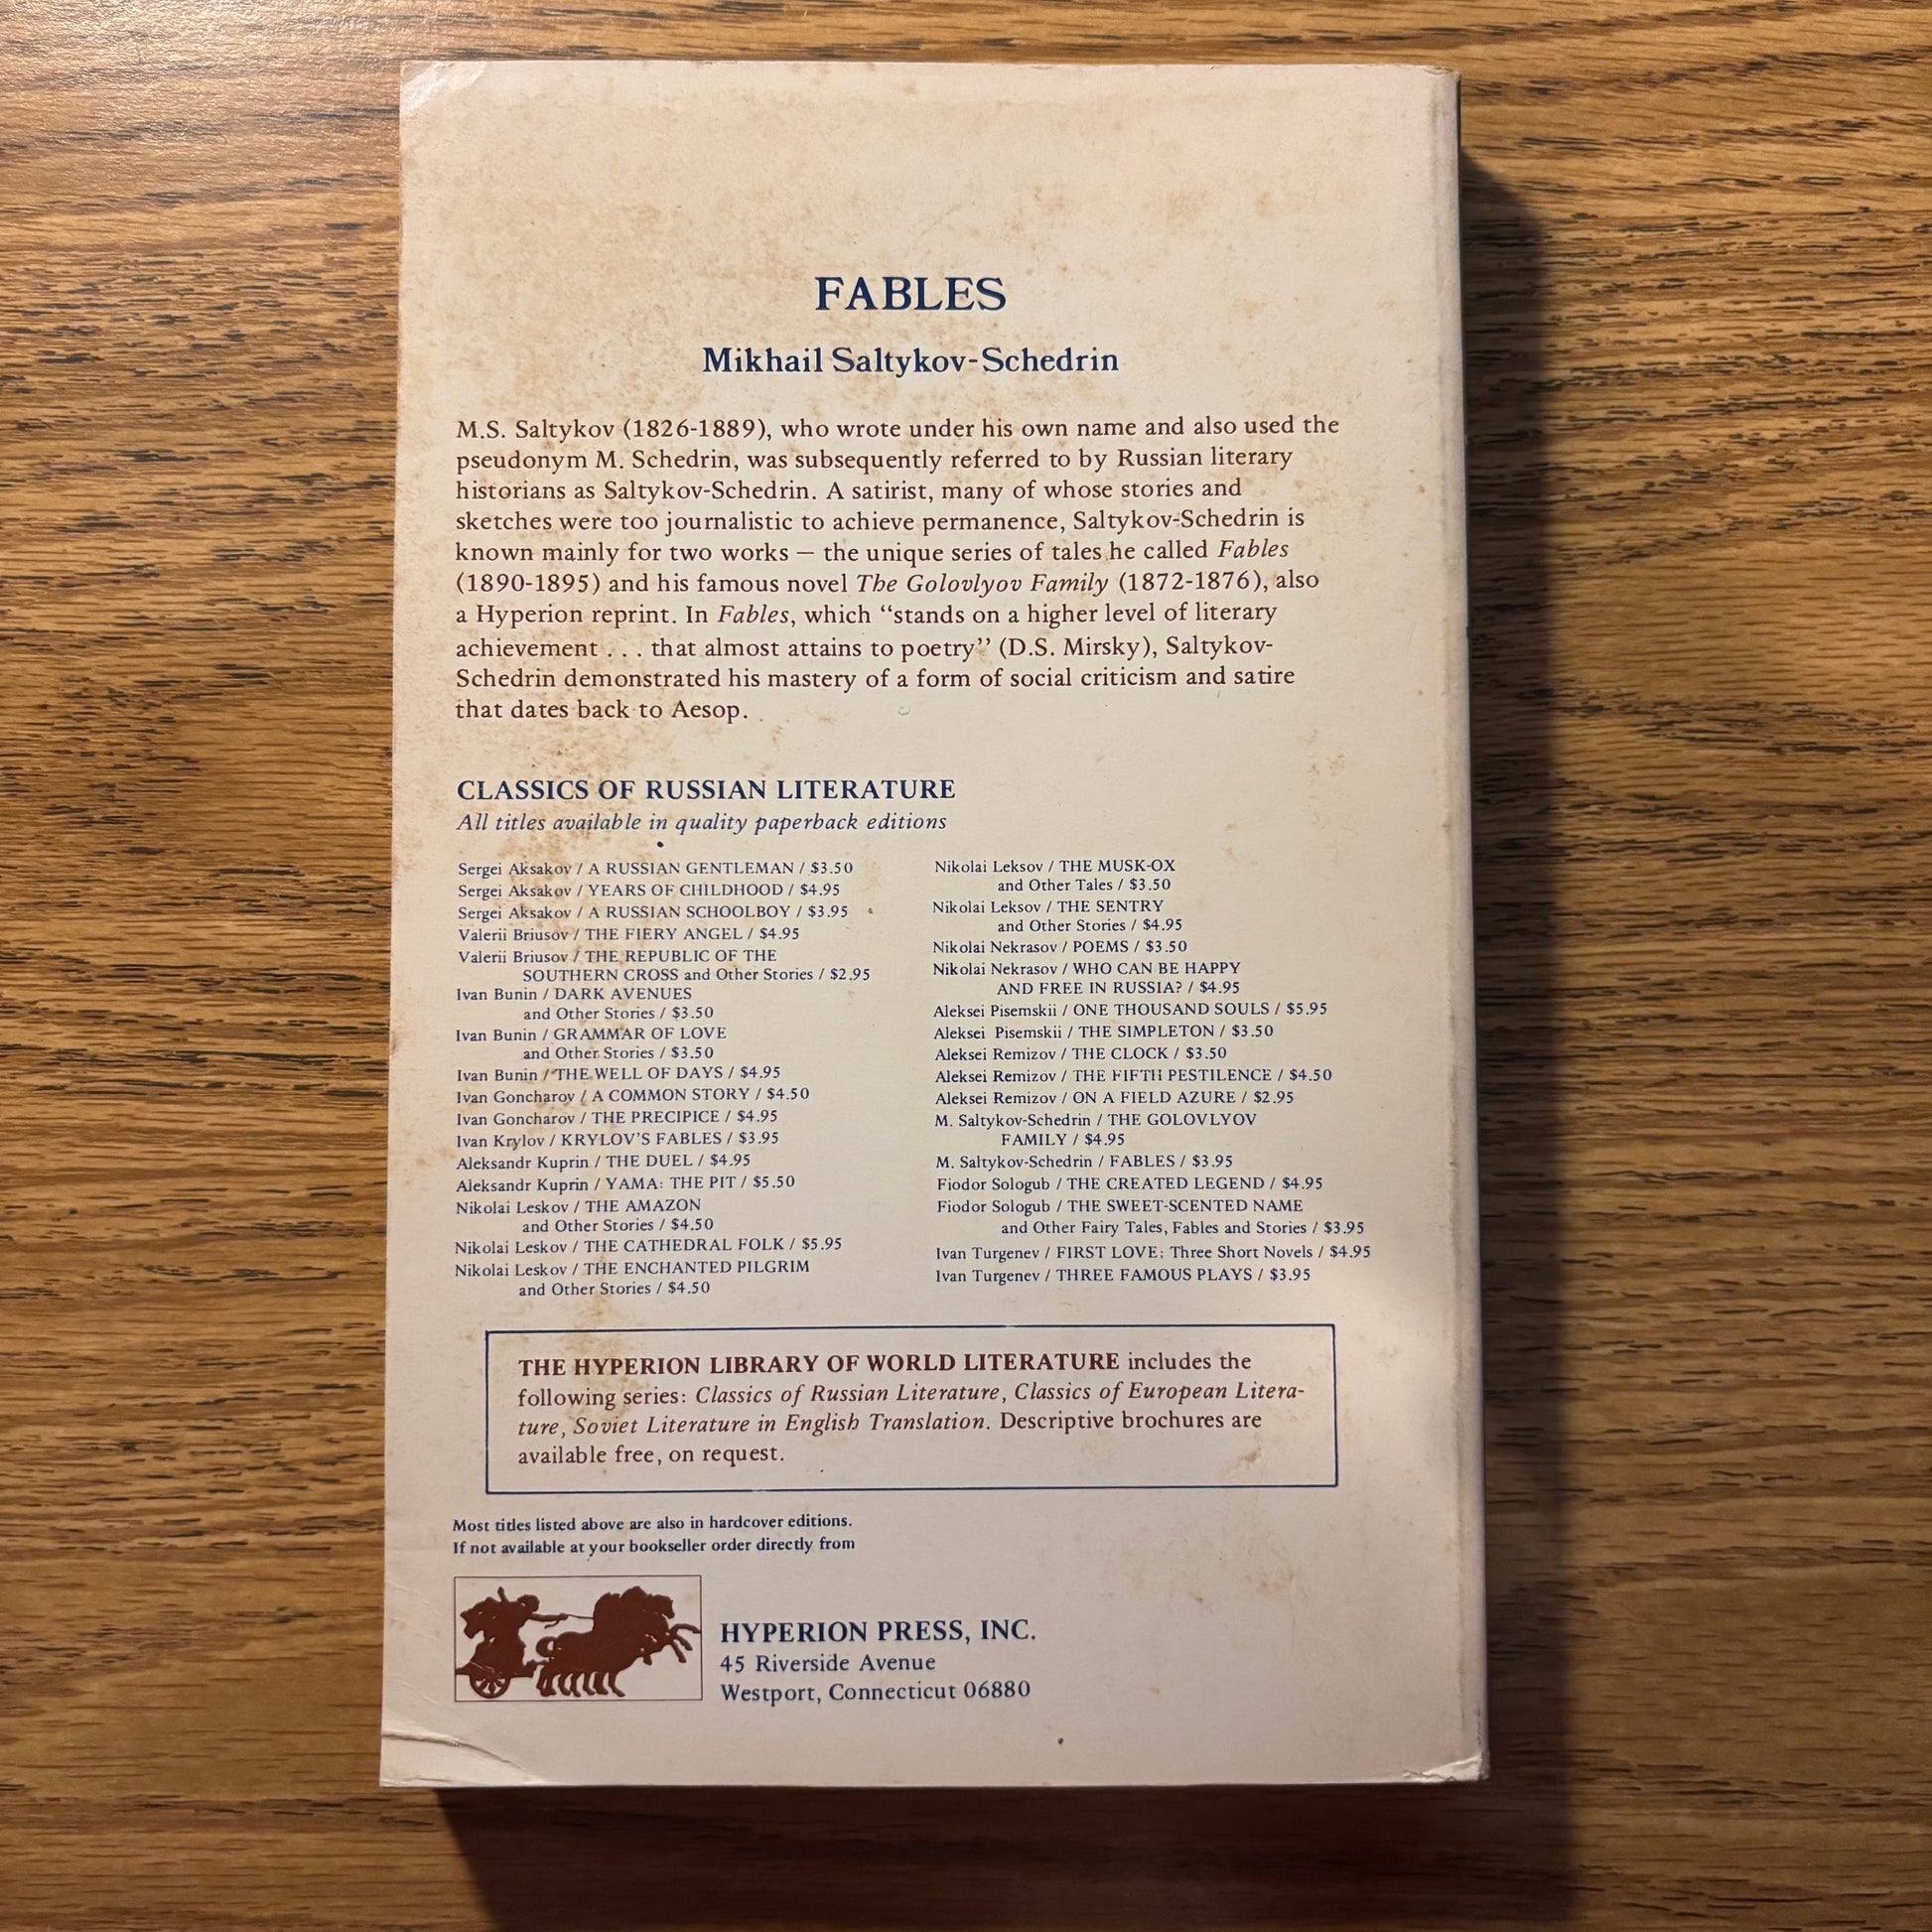 FABLES
Mikhail Saltykov-Schedrin
M.S. Saltykov (1826-1889), who wrote under his own name and also used the
pseudonym M. Schedrin, was subsequently referred to by Russian literary
historians as Saltykov-Schedrin. A satirist, many of whose stories and
sketches were too journalistic to achieve permanence, Saltykov-Schedrin is
known mainly for two works — the unique series of tales he called Fables
(1890-1895) and his famous novel The Golovlyov Family (1872-1876), also
a Hyperion reprint. In Fables, which “stands on a higher level of literary
achievement . . . that almost attains to poetry’’ (D.S. Mirsky), Saltykov-
Schedrin demonstrated his mastery of a form of social criticism and satire
that dates back to Aesop.
CLASSICS OF RUSSIAN LITERATURE
All titles available in quality paperback editions
Sergei Aksakov / A RUSSIAN GENTLEMAN / $3.50
Sergei Aksakov / YEARS OF CHILDHOOD / $4.95
Sergei Aksakov / A RUSSIAN SCHOOLBOY / $3.95
Valerii Briusov / THE FIERY ANGEL / $4.95
Valerii Briusov / THE REPUBLIC OF THE
SOUTHERN CROSS and Other Stories / $2.95
Ivan Bunin / DARK AVENUES
and Other Stories / $3.50
Ivan Bunin / GRAMMAR OF LOVE
and Other Stories / $3.50
Ivan Bunin / THE WELL OF DAYS / $4.95
Ivan Goncharov / A COMMON STORY / $4.50
Ivan Goncharov / THE PRECIPICE / $4.95
Ivan Krylov / KRYLOV'S FABLES / $3.95
Aleksandr Kuprin / THE DUEL / $4.95
Aleksandr Kuprin / YAMA: THE PIT / $5.50
Nikolai Leskov / THE AMAZON
and Other Stories / $4.50
Nikolai Leskov / THE CATHEDRAL FOLK / $5.95
Nikolai Leskov / THE ENCHANTED PILGRIM
and Other Stories / $4.50
Nikolai Leksov / THE MUSK-OX
and Other Tales / $3.50
Nikolai Leksov / THE SENTRY
and Other Stories / $4.95
Nikolai Nekrasov / POEMS / $3.50
Nikolai Nekrasov / WHO CAN BE HAPPY
AND FREE IN RUSSIA? / $4.95
Aleksei Pisemskii / ONE THOUSAND SOULS / $5.95
Aleksei Pisemskii / THE SIMPLETON / $3.50
Aleksei Remizov / THE CLOCK / $3.50
Aleksei Remizov / THE FIFTH PESTILENCE / $4.50
Aleksei Remizov / ON A FIELD AZURE / $2.95
M. Saltykov-Schedrin / THE GOLOVLYOV
FAMILY / $4.95
M. Saltykov-Schedrin / FABLES / $3.95
Fiodor Sologub / THE CREATED LEGEND / $4.95
Fiodor Sologub / THE SWEET-SCENTED NAME
and Other Fairy Tales, Fables and Stories / $3.95
Ivan Turgenev / FIRST LOVE: Three Short Novels / $4.95
Ivan Turgenev / THREE FAMOUS PLAYS / $3.95
THE HYPERION LIBRARY OF WORLD LITERATURE includes the
following series: Classics of Russian Literature, Classics of European Litera-
ture, Soviet Literature in English Translation. Descriptive brochures are
available free, on request.
Most titles listed above are also in hardcover editions.
If not available at your bookseller order directly from
HYPERION PRESS, INC.
45 Riverside Avenue
Westport, Connecticut 06880